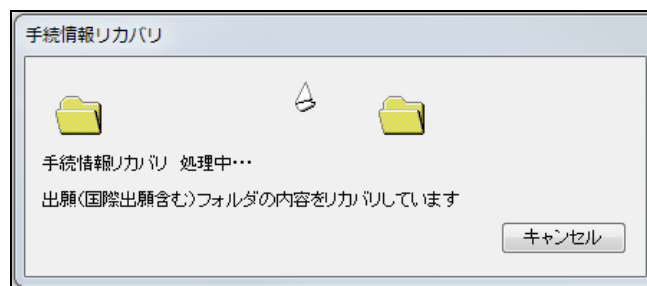 手続情報リカバリ
手続情報リカバリ 処理中･･･
出願(国際出願含む)フォルダの内容をリカバリしています
キャンセル